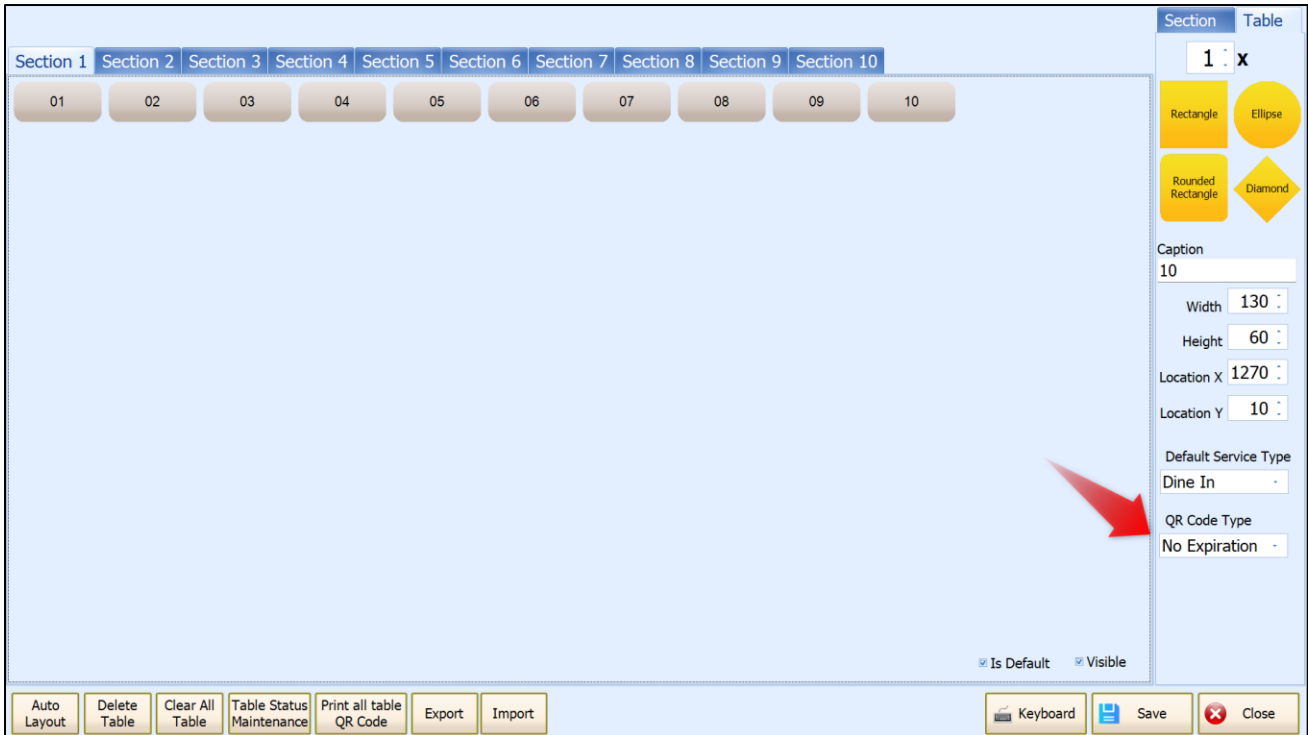 Section Table
Section 1 Section 2 Section 3 Section 4 Section 5 Section 6 Section 7 Section 8 Section 9 Section 10
1 x
01 02 03 04 05 06 07 08 09 10
Rectangle Ellipse
Rounded
Rectangle
Diamond
Caption
10
Width 130
Height 60
Location X 1270
Location Y 10
Default Service Type
Dine In
QR Code Type
No Expiration
Is Default Visible
Auto
Layout
Delete
Table
Clear All
Table
Table Status
Maintenance
Print all table
QR Code
Export
Import
Keyboard
Save
Close